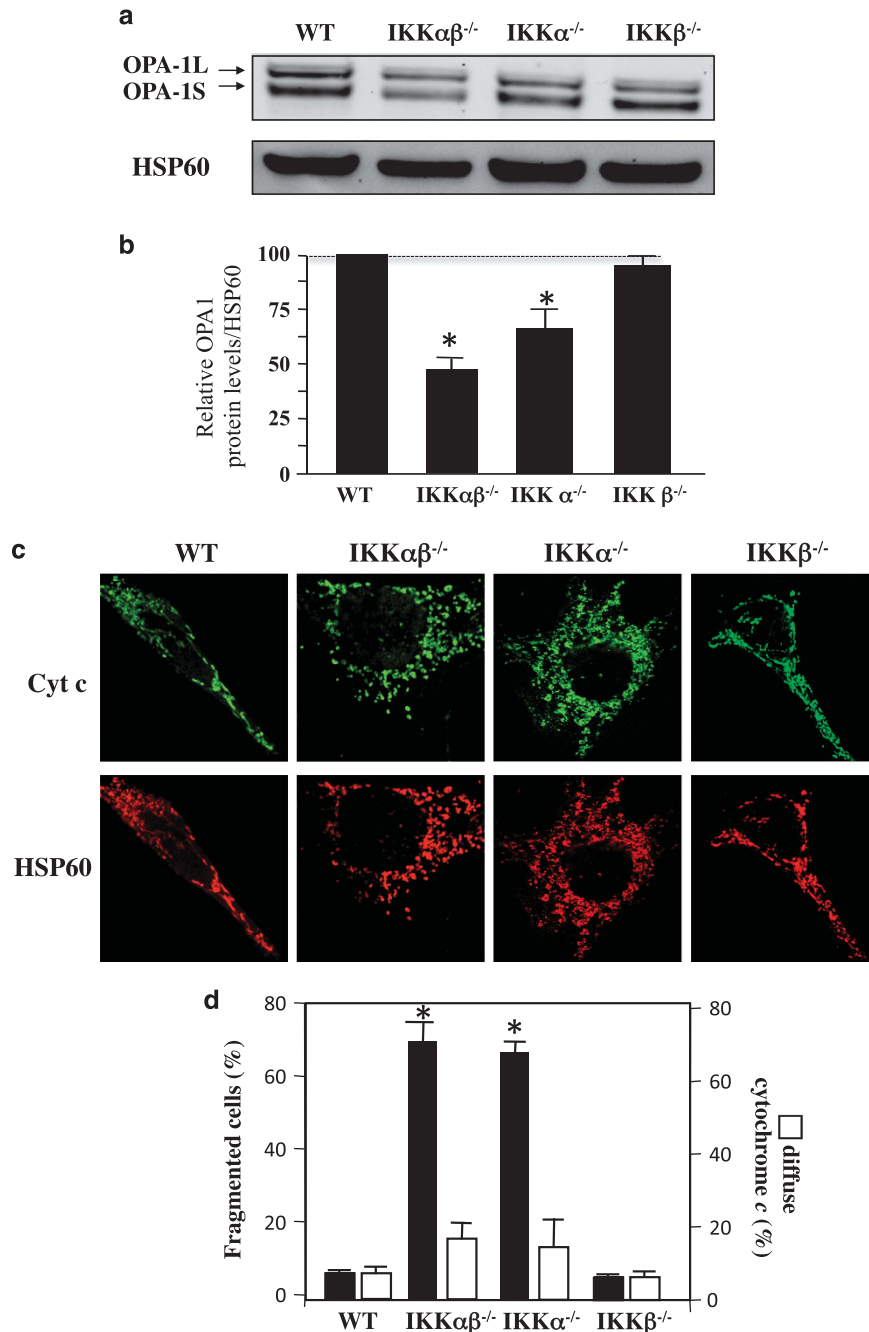 a
WT IKKαβ-/- IKKα-/- IKKβ-/-
OPA-1L
OPA-1S
HSP60
b
Relative OPA1
protein levels/HSP60
100
75
50
25
0
*
*
WT IKKαβ-/- IKK α-/- IKK β-/-
c
WT IKKαβ-/- IKKα-/- IKKβ-/-
Cyt c
HSP60
d
Fragmented cells (%)
80
60
40
20
0
*
*
80
60
40
20
0
diffuse
cytochrome c (%)
WT IKKαβ-/- IKKα-/- IKKβ-/-